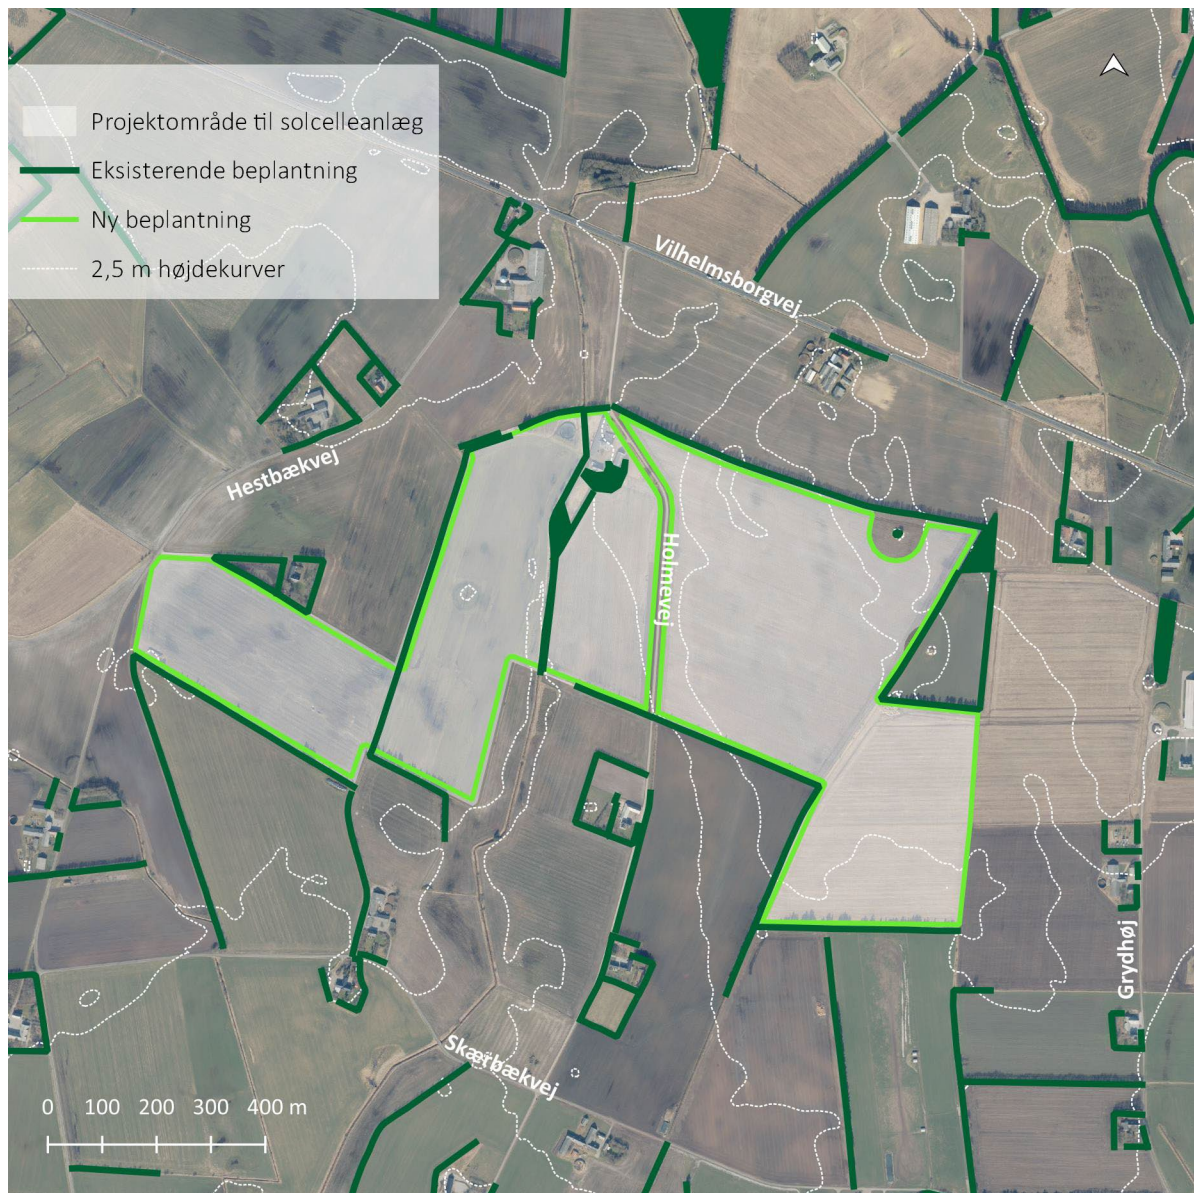 Projektområde til solcelleanlæg
Eksisterende beplantning
Ny beplantning
2,5 m højdekurver
Vilhelmsborgvej
Hestbækvej
Holmevej
Grydhøj
Skærbækvej
0 100 200 300 400 m